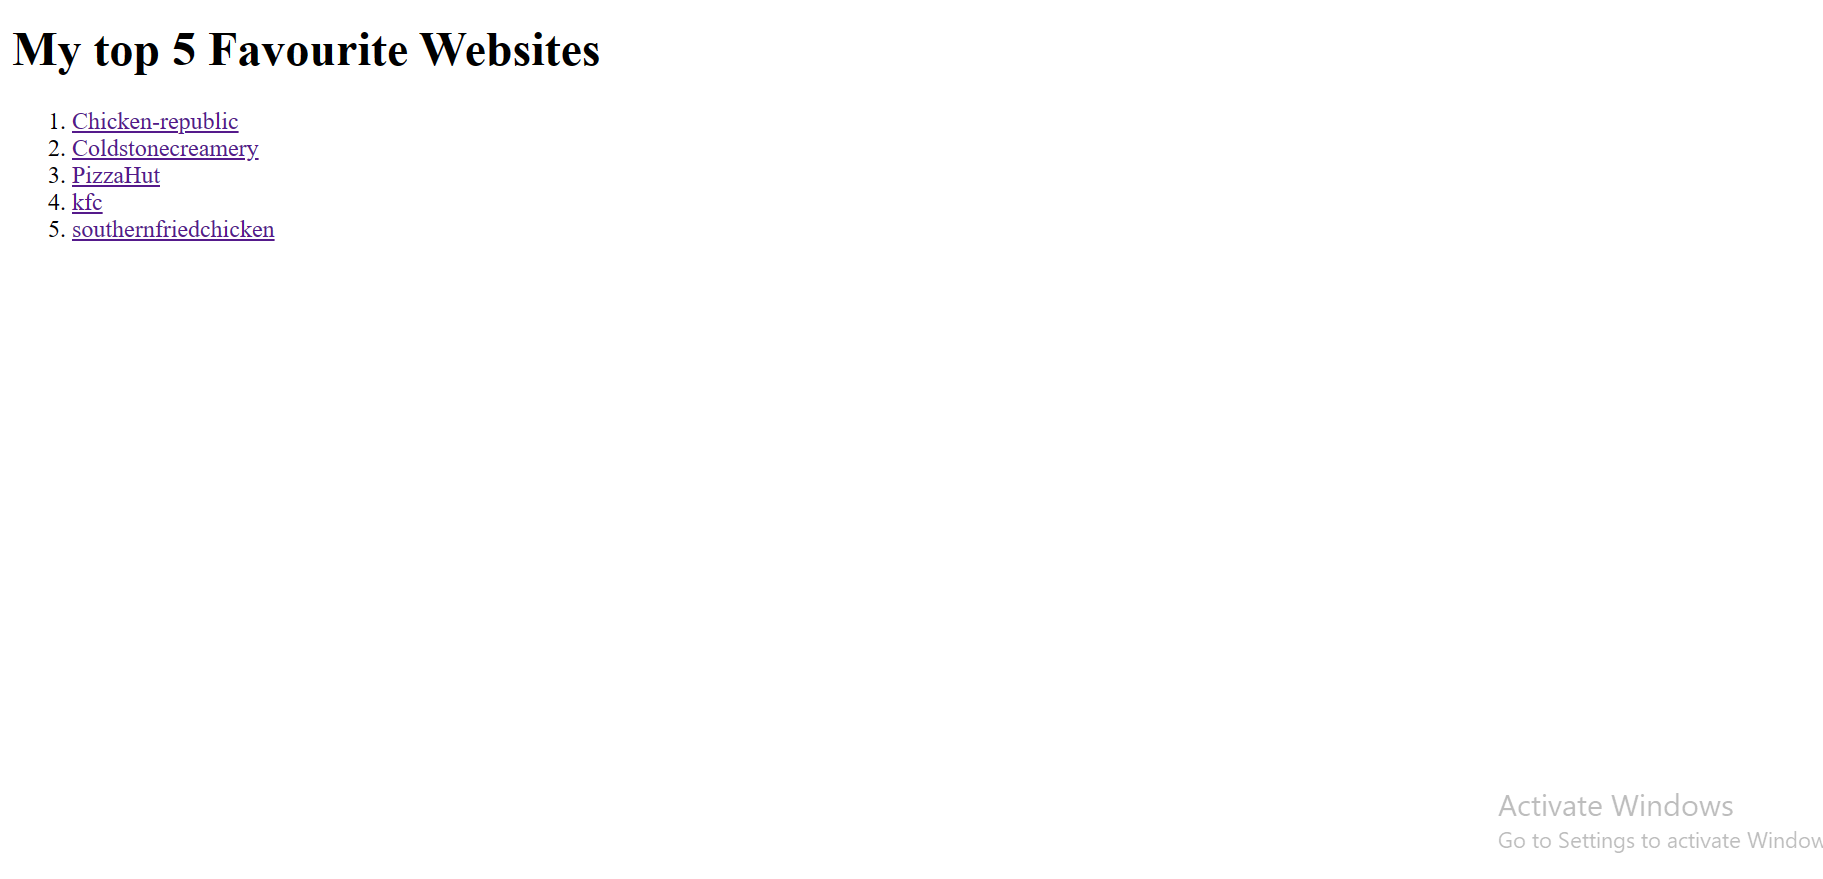 My top 5 Favourite Websites
1. Chicken-republic
2. Coldstonecreamery
3. PizzaHut
4. kfc
5. southernfriedchicken
Activate Windows
Go to Settings to activate Window